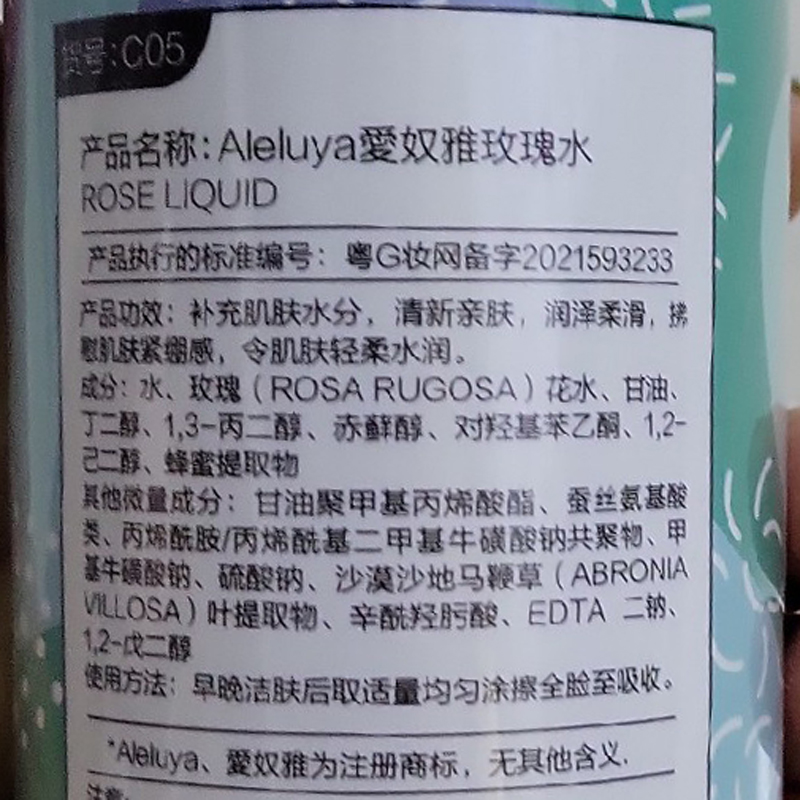 货号:C05
产品名称:Aleluya愛奴雅玫瑰水
ROSE LIQUID
产品执行的标准编号：粤G妆网备字2021593233
产品功效：补充肌肤水分，清新亲肤，润泽柔滑，拂
敏肌肤紧绷感，令肌肤轻柔水润。
成分：水、玫瑰（ROSA RUGOSA）花水、甘油、
丁二醇、1,3-丙二醇、赤藓醇、对羟基苯乙酮、1,2-
己二醇、蜂蜜提取物
其他微量成分：甘油聚甲基丙烯酸酯、蚕丝氨基酸
类、丙烯酰胺/丙烯酰基二甲基牛磺酸钠共聚物、甲
基牛磺酸钠、硫酸钠、沙漠沙地马鞭草（ABRONIA
VILLOSA）叶提取物、辛酰羟肟酸、EDTA 二钠、
1,2-戊二醇
使用方法：早晚洁肤后取适量均匀涂擦全脸至吸收。
*Aleluya、愛奴雅为注册商标，无其他含义.